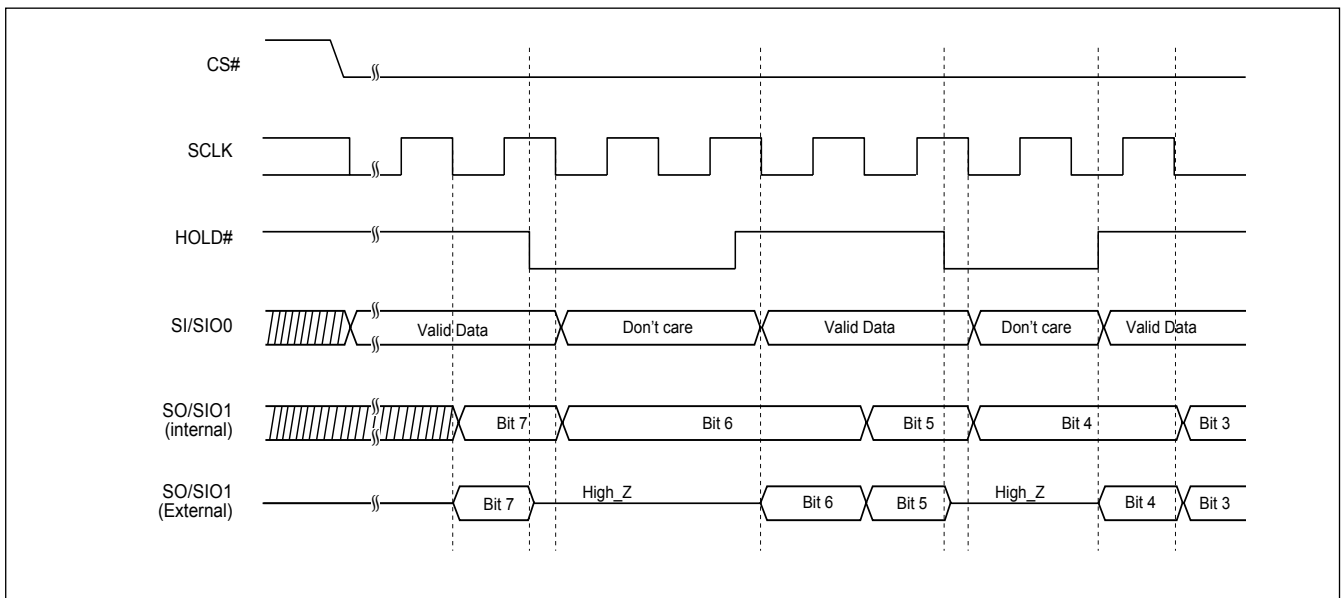 CS#
SCLK
HOLD#
SI/SIO0
Valid Data
Don't care
Valid Data
Don't care
Valid Data
SO/SIO1
(internal)
Bit 7
Bit 6
Bit 5
Bit 4
Bit 3
SO/SIO1
(External)
Bit 7
High_Z
Bit 6
Bit 5
High_Z
Bit 4
Bit 3